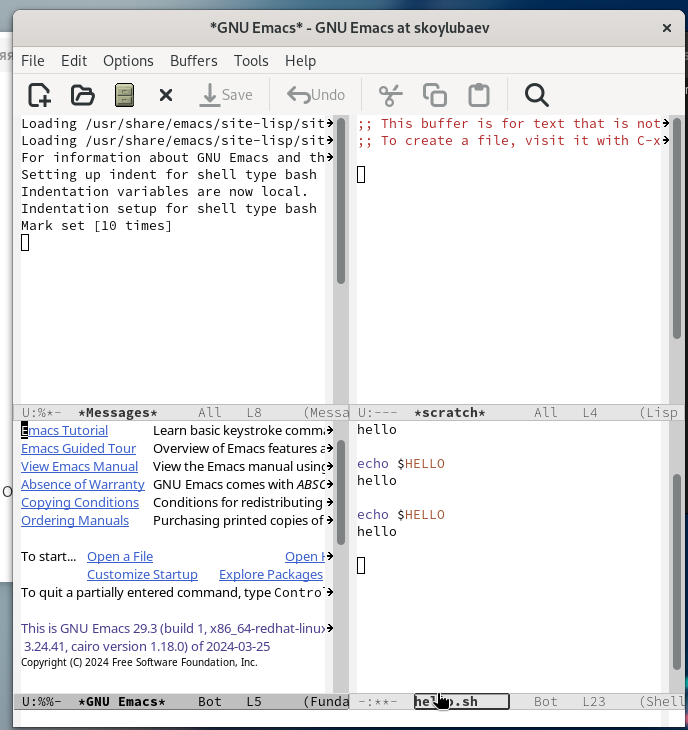 *GNU Emacs* - GNU Emacs at skoylubaev
File Edit Options Buffers Tools Help
Save Undo
Loading /usr/share/emacs/site-lisp/sit
Loading /usr/share/emacs/site-lisp/sit
For information about GNU Emacs and th
Setting up indent for shell type bash
Indentation variables are now local.
Indentation setup for shell type bash
Mark set [10 times]
U:%*- *Messages* All L8 (Messa
;; This buffer is for text that is not
;; To create a file, visit it with C-x
U:--- *scratch* All L4 (Lisp
Emacs Tutorial Learn basic keystroke comma
Emacs Guided Tour Overview of Emacs features a
View Emacs Manual View the Emacs manual using
Absence of Warranty GNU Emacs comes with ABSO
Copying Conditions Conditions for redistributing
Ordering Manuals Purchasing printed copies of
To start... Open a File Open H
Customize Startup Explore Packages
To quit a partially entered command, type Contro
This is GNU Emacs 29.3 (build 1, x86_64-redhat-linux
3.24.41, cairo version 1.18.0) of 2024-03-25
Copyright (C) 2024 Free Software Foundation, Inc.
U:%%- *GNU Emacs* Bot L5 (Funda
hello
echo $HELLO
hello
echo $HELLO
hello
-:**- Bot L23 (Shell